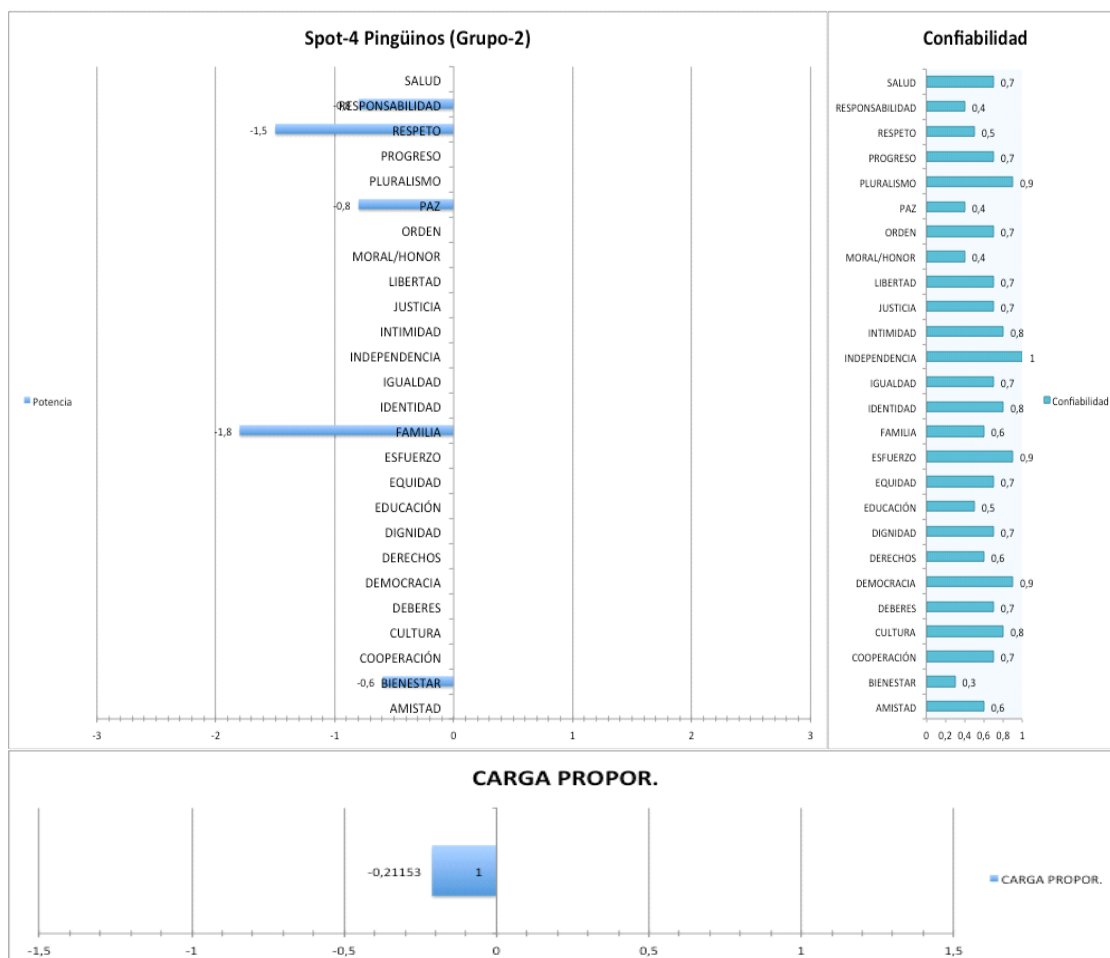 Spot-4 Pingüinos (Grupo-2)
SALUD
-0,8 RESPONSABILIDAD
-1,5 RESPETO
PROGRESO
PLURALISMO
-0,8 PAZ
ORDEN
MORAL/HONOR
LIBERTAD
JUSTICIA
INTIMIDAD
INDEPENDENCIA
IGUALDAD
IDENTIDAD
-1,8 FAMILIA
ESFUERZO
EQUIDAD
EDUCACIÓN
DIGNIDAD
DERECHOS
DEMOCRACIA
DEBERES
CULTURA
COOPERACIÓN
-0,6 BIENESTAR
AMISTAD
-3 -2 -1 0 1 2 3
Potencia
Confiabilidad
SALUD 0,7
RESPONSABILIDAD 0,4
RESPETO 0,5
PROGRESO 0,7
PLURALISMO 0,9
PAZ 0,4
ORDEN 0,7
MORAL/HONOR 0,4
LIBERTAD 0,7
JUSTICIA 0,7
INTIMIDAD 0,8
INDEPENDENCIA 1
IGUALDAD 0,7
IDENTIDAD 0,8
FAMILIA 0,6
ESFUERZO 0,9
EQUIDAD 0,7
EDUCACIÓN 0,5
DIGNIDAD 0,7
DERECHOS 0,6
DEMOCRACIA 0,9
DEBERES 0,7
CULTURA 0,8
COOPERACIÓN 0,7
BIENESTAR 0,3
AMISTAD 0,6
0 0,2 0,4 0,6 0,8 1
Confiabilidad
CARGA PROPOR.
-0,21153 1
CARGA PROPOR.
-1,5 -1 -0,5 0 0,5 1 1,5